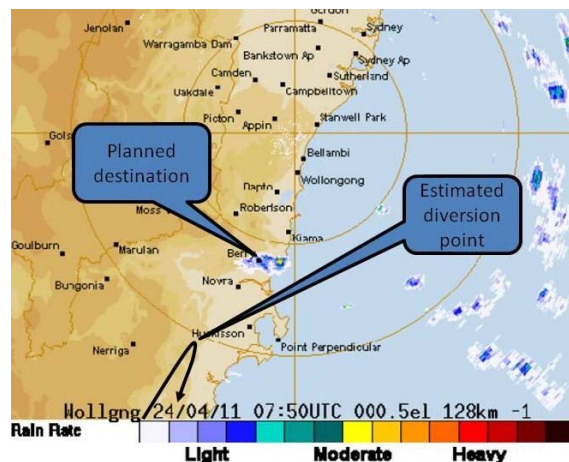 Gordon
Jenolan
Parramatta
Sydney
Warragamba Dam
Bankstown Ap
Sydney Ap
Camden
Sutherland
Oakdale
Campbelltown
Picton
Appin
Stanwell Park
Planned
destination
Bellambi
Wollongong
Dapto
Estimated
diversion
point
Moss
Robertson
Kiama
Goulburn
Marulan
Berr
Bungonia
Nowra
Huskisson
Nerriga
Point Perpendicular
Wollgng 24/04/11 07:50UTC 000.5el 128km -1
Rain Rate
Light
Moderate
Heavy